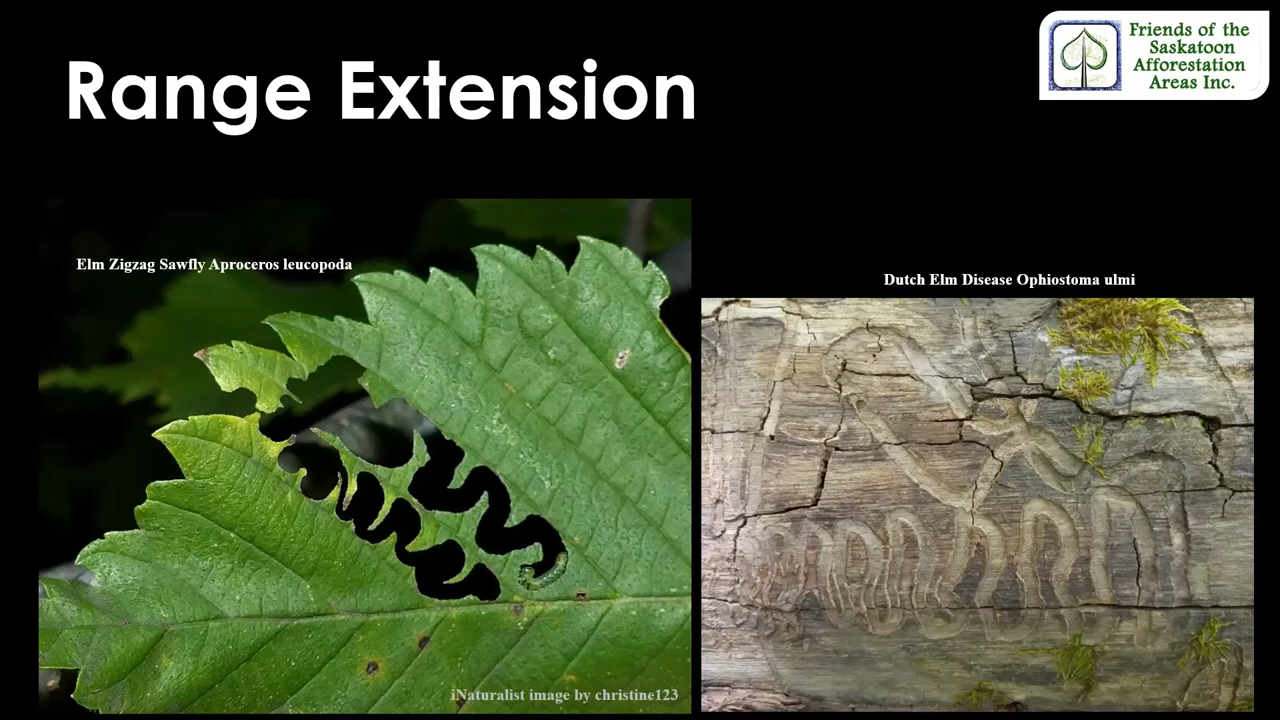 Range Extension
Friends of the
Saskatoon
Afforestation
Areas Inc.
Elm Zigzag Sawfly Aproceros leucopoda
Dutch Elm Disease Ophiostoma ulmi
iNaturalist image by christine123